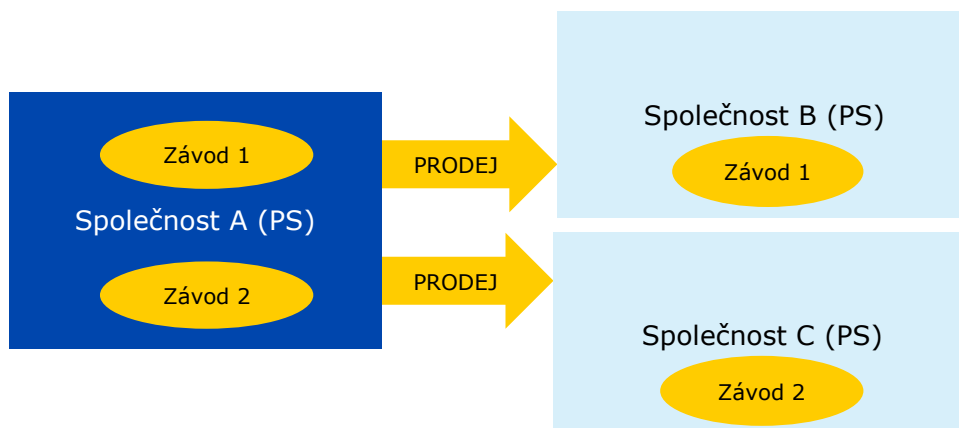 Závod 1
Společnost A (PS)
Závod 2
PRODEJ
PRODEJ
Společnost B (PS)
Závod 1
Společnost C (PS)
Závod 2